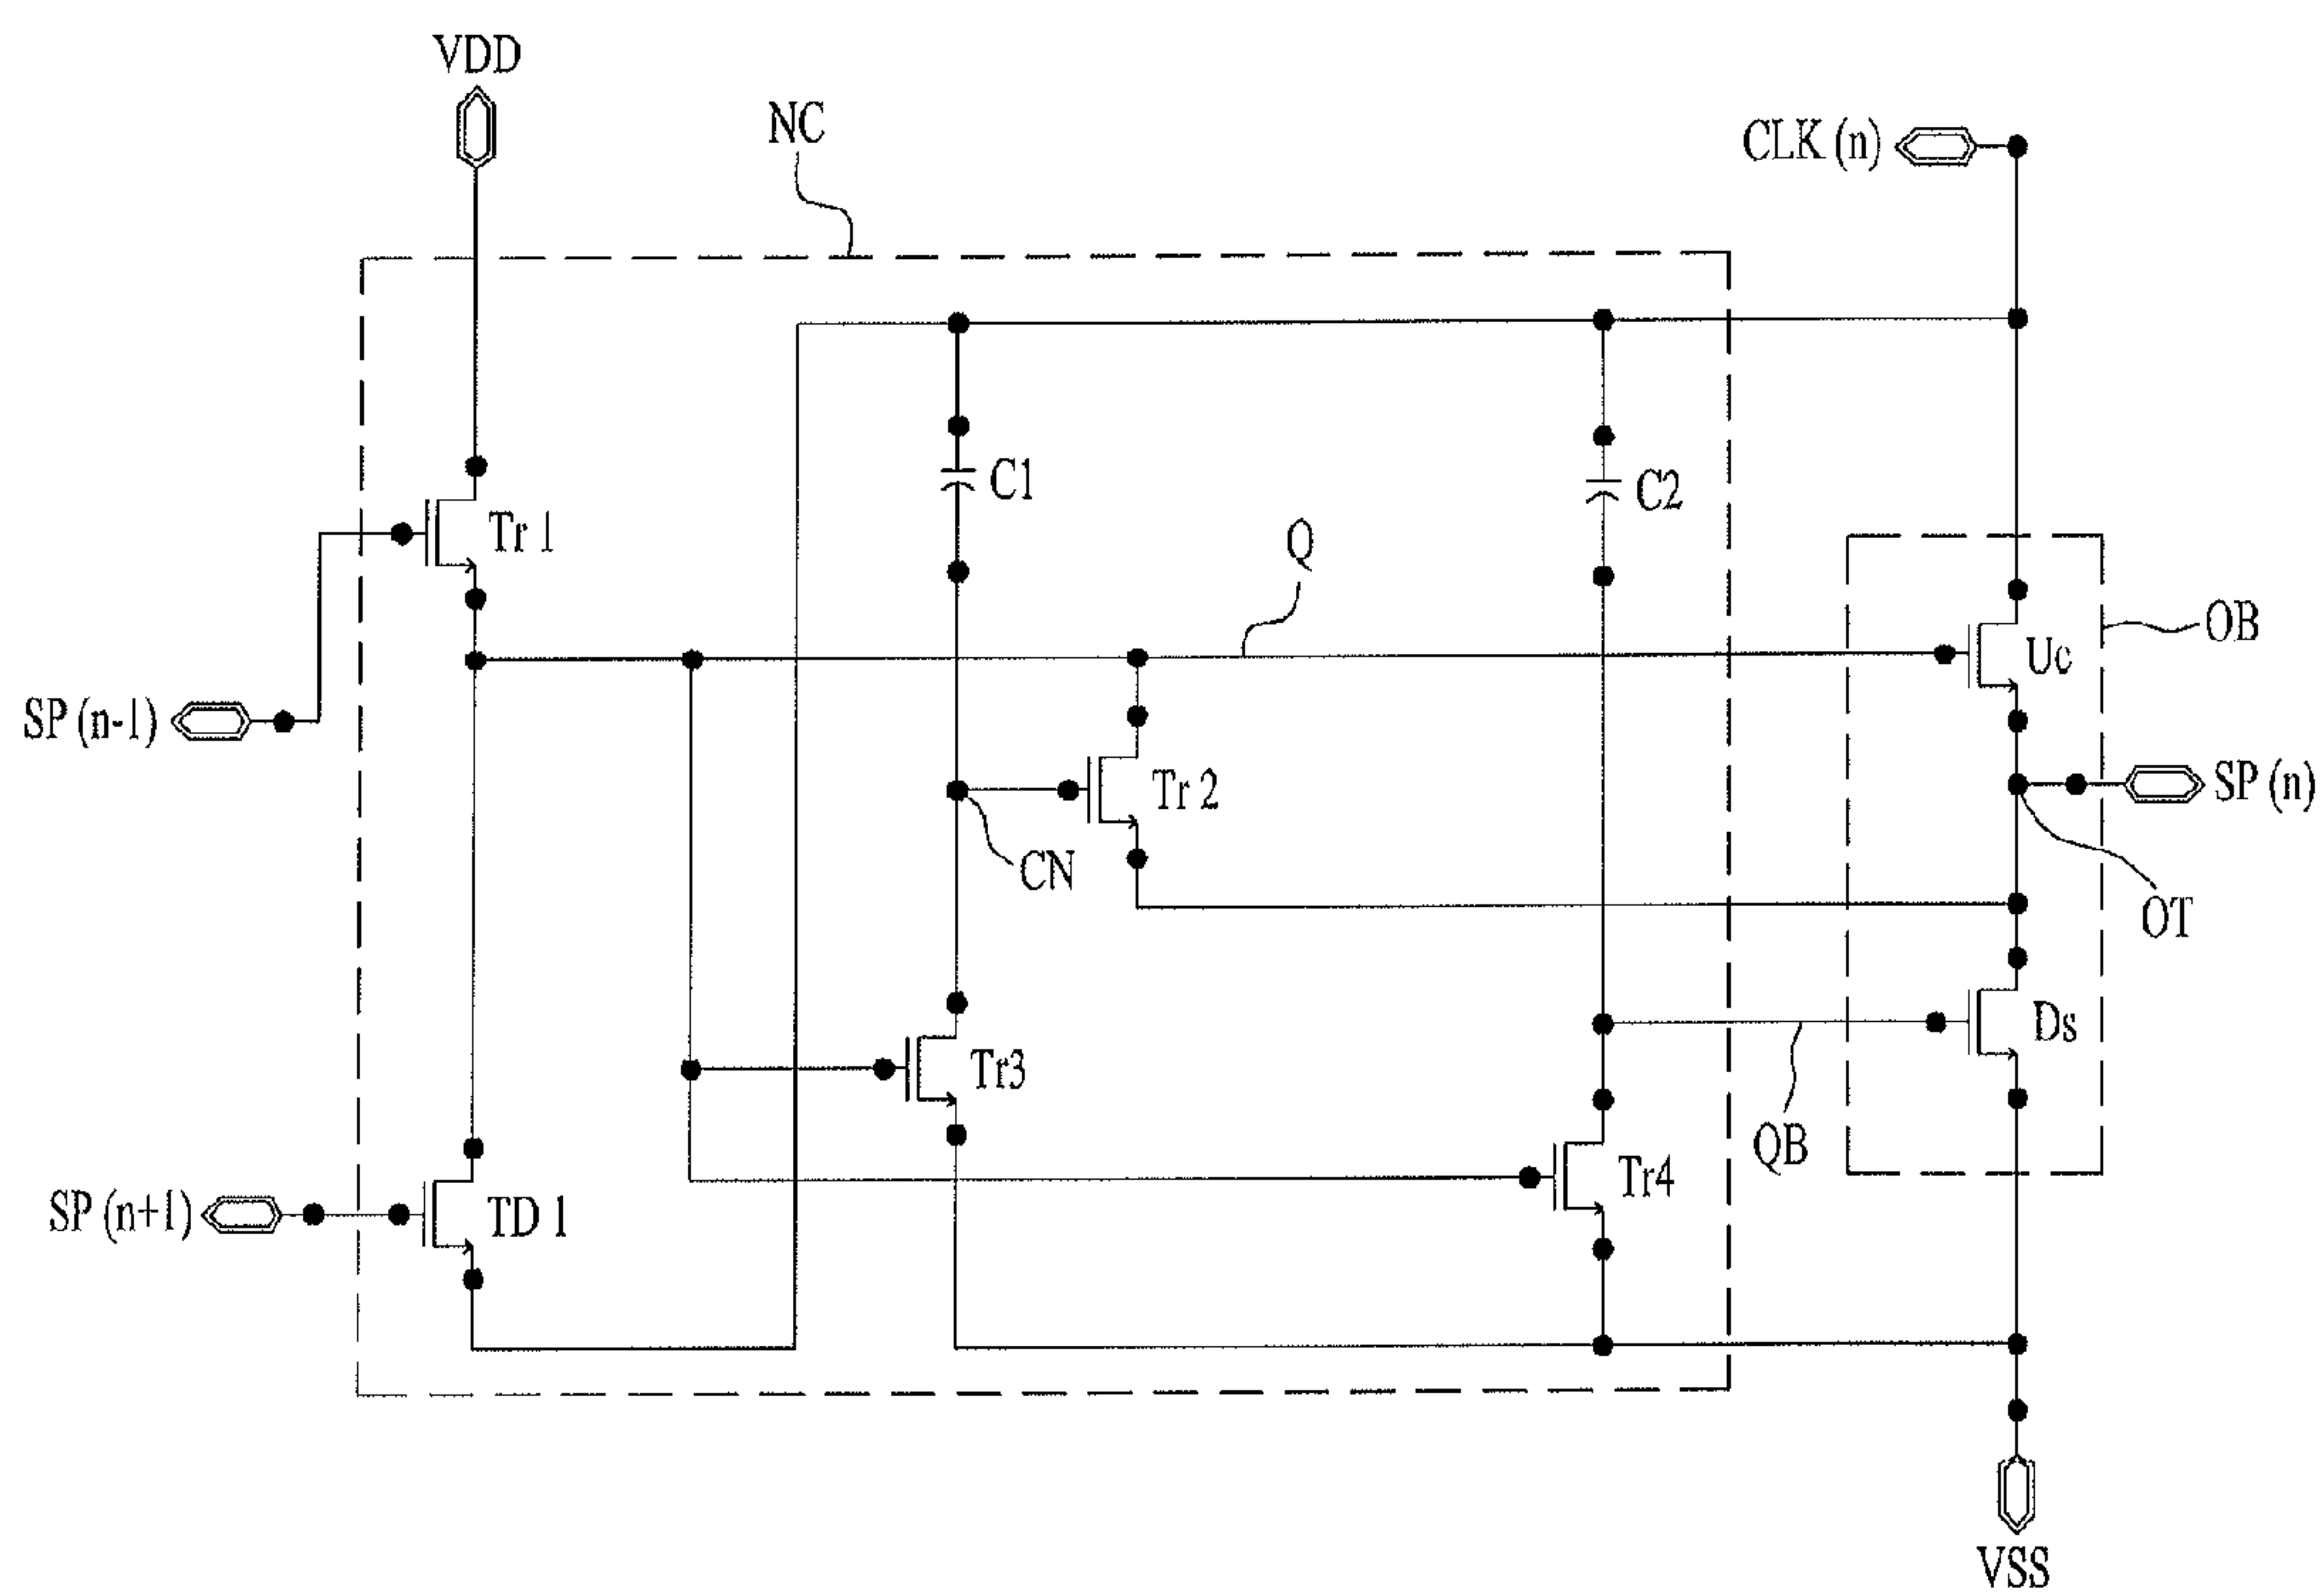 VDD
NC
CLK (n)
C1
C2
Tr 1
Q
OB
Uc
SP (n-1)
Tr 2
SP (n)
CN
OT
Ds
Tr3
QB
Tr4
SP (n+1)
TD 1
VSS